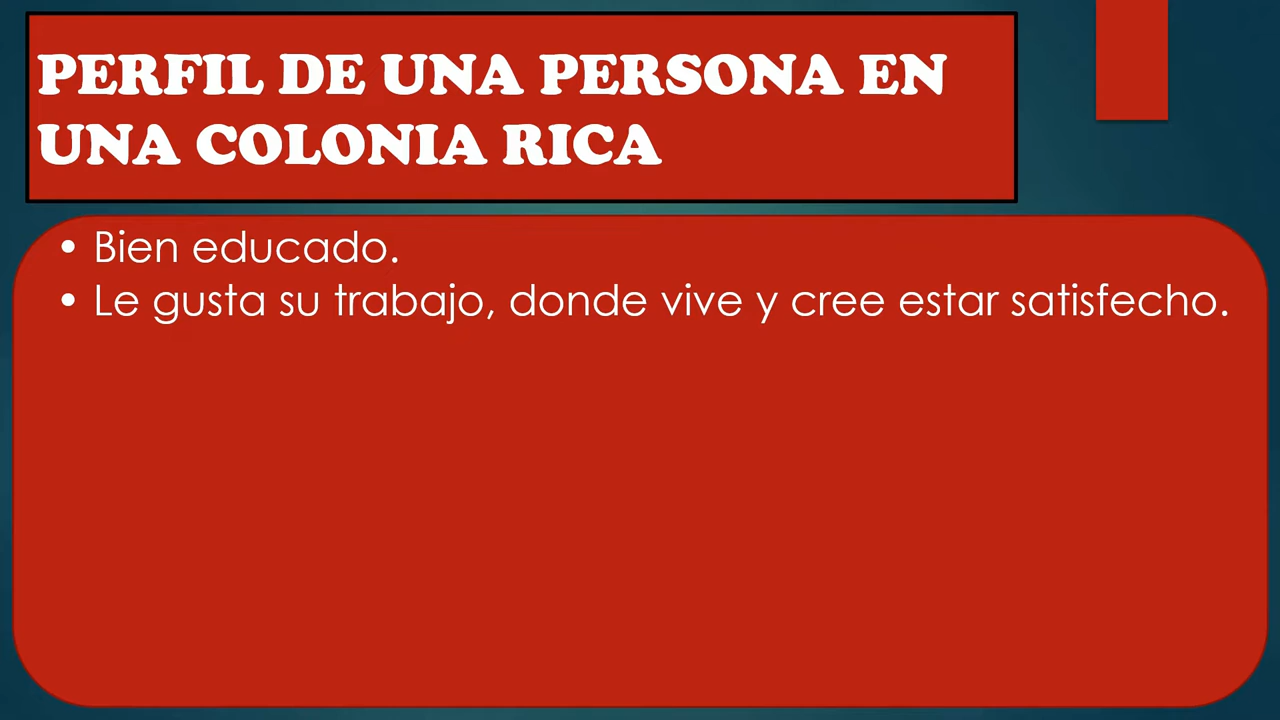 PERFIL DE UNA PERSONA EN
UNA COLONIA RICA
• Bien educado.
• Le gusta su trabajo, donde vive y cree estar satisfecho.